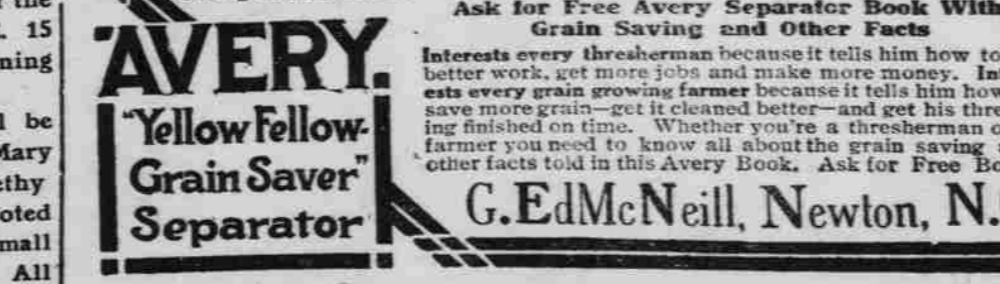 15
ning
be
Mary
thy
oted
mall
All
AVERY.
"Yellow Fellow-
Grain Saver"
Separator
Ask for Free Avery Separator Book With
Grain Saving and Other Facts
Interests every thresherman because it tells him how to
better work, get more jobs and make more money. In
ests every grain growing farmer because it tells him how
save more grain—get it cleaned better—and get his thre
ing finished on time. Whether you're a thresherman
farmer you need to know all about the grain saving
other facts told in this Avery Book. Ask for Free Bo
G. Ed McNeill, Newton, N.